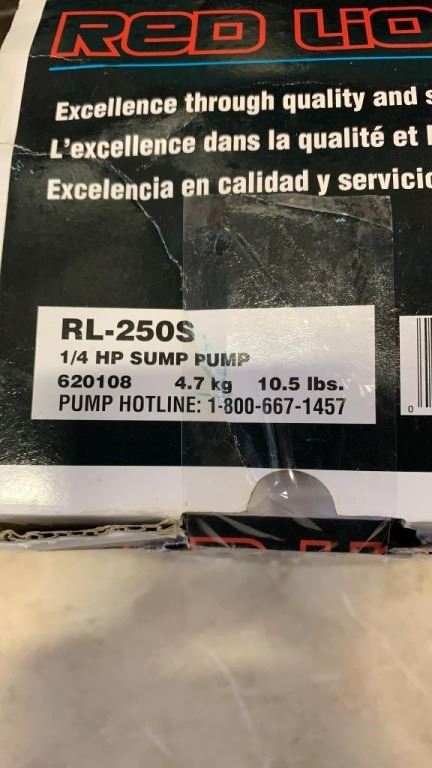 RED LIO
Excellence through quality and s
L'excellence dans la qualité et l
Excelencia en calidad y servicio
RL-250S
1/4 HP SUMP PUMP
620108 4.7 kg 10.5 lbs.
PUMP HOTLINE: 1-800-667-1457
0